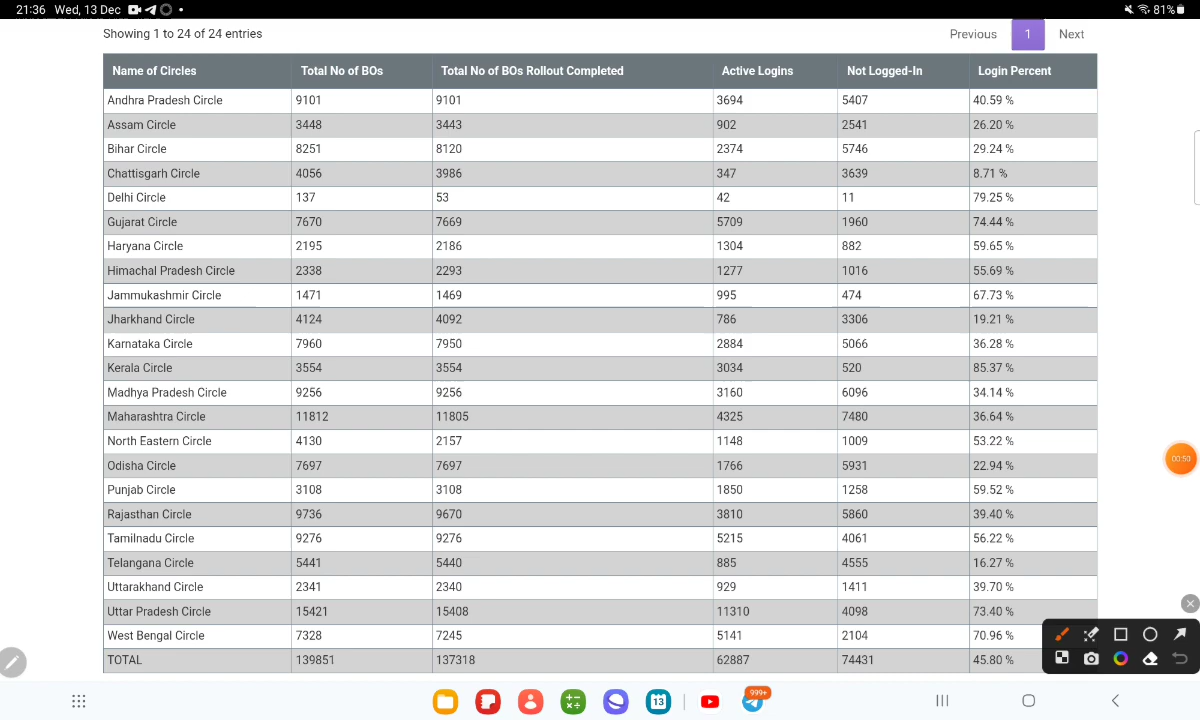 21:36 Wed, 13 Dec 81%
Showing 1 to 24 of 24 entries Previous 1 Next
Name of Circles Total No of BOs Total No of BOs Rollout Completed Active Logins Not Logged-In Login Percent
Andhra Pradesh Circle 9101 9101 3694 5407 40.59 %
Assam Circle 3448 3443 902 2541 26.20 %
Bihar Circle 8251 8120 2374 5746 29.24 %
Chattisgarh Circle 4056 3986 347 3639 8.71 %
Delhi Circle 137 53 42 11 79.25 %
Gujarat Circle 7670 7669 5709 1960 74.44 %
Haryana Circle 2195 2186 1304 882 59.65 %
Himachal Pradesh Circle 2338 2293 1277 1016 55.69 %
Jammukashmir Circle 1471 1469 995 474 67.73 %
Jharkhand Circle 4124 4092 786 3306 19.21 %
Karnataka Circle 7960 7950 2884 5066 36.28 %
Kerala Circle 3554 3554 3034 520 85.37 %
Madhya Pradesh Circle 9256 9256 3160 6096 34.14 %
Maharashtra Circle 11812 11805 4325 7480 36.64 %
North Eastern Circle 4130 2157 1148 1009 53.22 %
Odisha Circle 7697 7697 1766 5931 22.94 %
Punjab Circle 3108 3108 1850 1258 59.52 %
Rajasthan Circle 9736 9670 3810 5860 39.40 %
Tamilnadu Circle 9276 9276 5215 4061 56.22 %
Telangana Circle 5441 5440 885 4555 16.27 %
Uttarakhand Circle 2341 2340 929 1411 39.70 %
Uttar Pradesh Circle 15421 15408 11310 4098 73.40 %
West Bengal Circle 7328 7245 5141 2104 70.96 %
TOTAL 139851 137318 62887 74431 45.80 %
00:50
13
999+